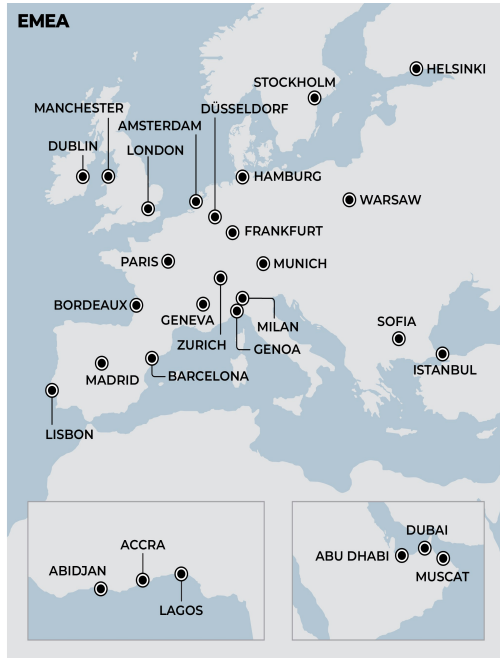 EMEA
HELSINKI
STOCKHOLM
MANCHESTER
DÜSSELDORF
AMSTERDAM
DUBLIN
LONDON
HAMBURG
WARSAW
FRANKFURT
PARIS
MUNICH
BORDEAUX
GENEVA
MILAN
SOFIA
ZURICH
GENOA
ISTANBUL
MADRID
BARCELONA
LISBON
ACCRA
ABIDJAN
LAGOS
DUBAI
ABU DHABI
MUSCAT